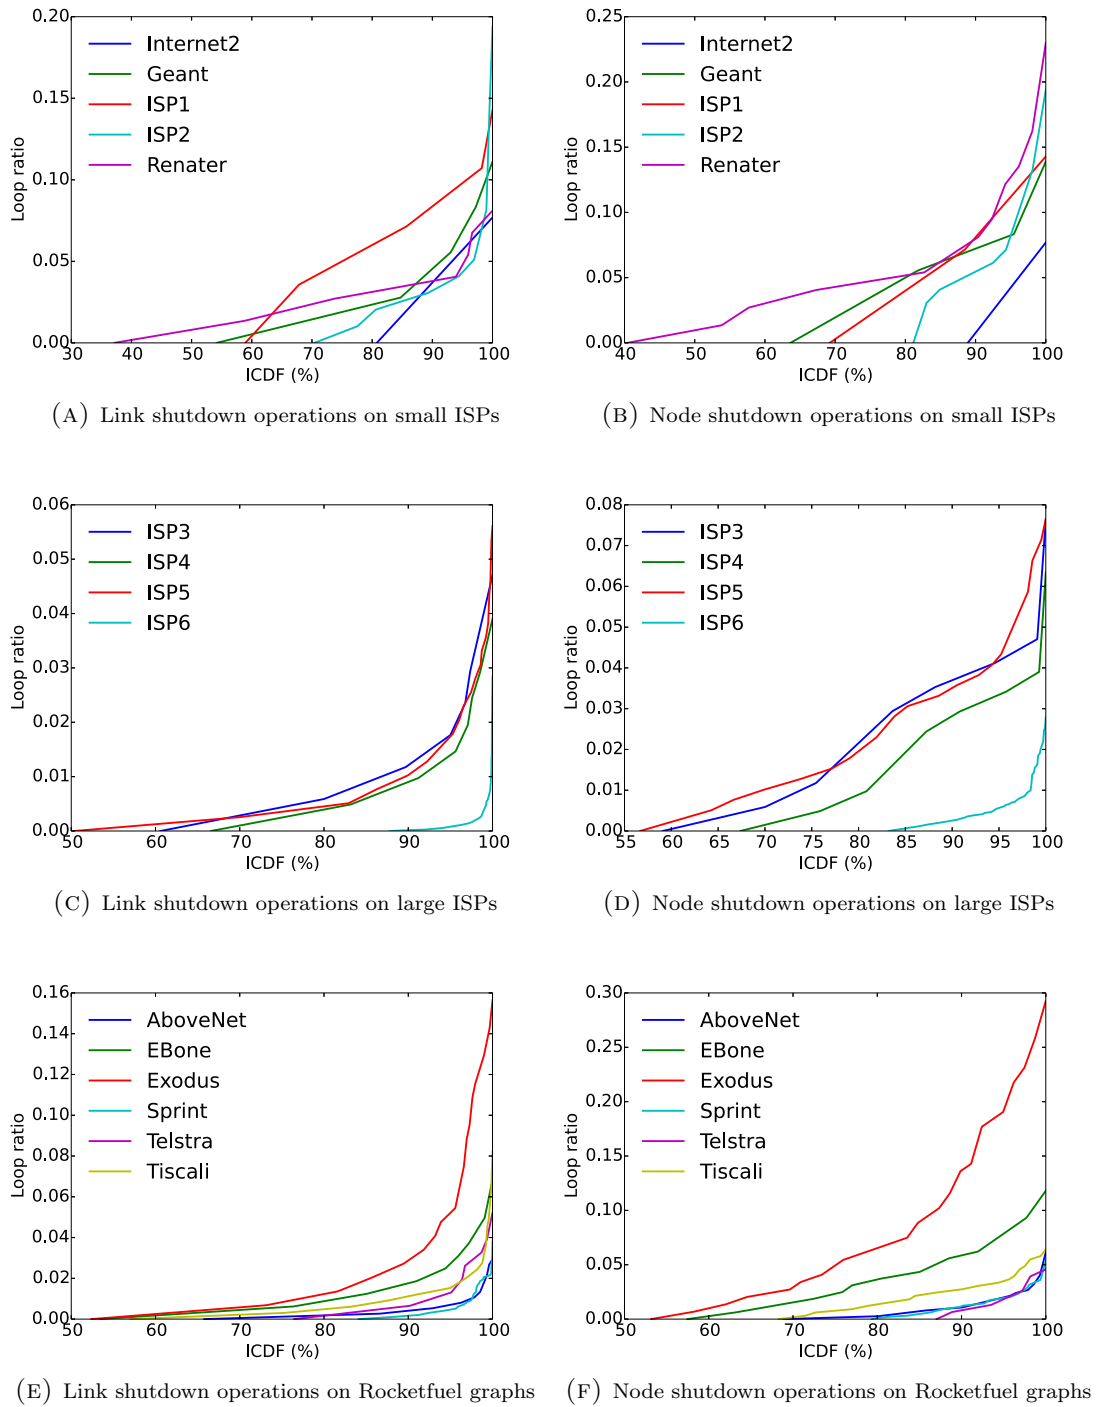 0.20
0.15
0.10
0.05
0.00
Loop ratio
Internet2
Geant
ISP1
ISP2
Renater
30 40 50 60 70 80 90 100
ICDF (%)
(A) Link shutdown operations on small ISPs
0.25
0.20
0.15
0.10
0.05
0.00
Loop ratio
Internet2
Geant
ISP1
ISP2
Renater
40 50 60 70 80 90 100
ICDF (%)
(B) Node shutdown operations on small ISPs
0.06
0.05
0.04
0.03
0.02
0.01
0.00
Loop ratio
ISP3
ISP4
ISP5
ISP6
50 60 70 80 90 100
ICDF (%)
(C) Link shutdown operations on large ISPs
0.08
0.07
0.06
0.05
0.04
0.03
0.02
0.01
0.00
Loop ratio
ISP3
ISP4
ISP5
ISP6
55 60 65 70 75 80 85 90 95 100
ICDF (%)
(D) Node shutdown operations on large ISPs
0.16
0.14
0.12
0.10
0.08
0.06
0.04
0.02
0.00
Loop ratio
AboveNet
EBone
Exodus
Sprint
Telstra
Tiscali
50 60 70 80 90 100
ICDF (%)
(E) Link shutdown operations on Rocketfuel graphs
0.30
0.25
0.20
0.15
0.10
0.05
0.00
Loop ratio
AboveNet
EBone
Exodus
Sprint
Telstra
Tiscali
50 60 70 80 90 100
ICDF (%)
(F) Node shutdown operations on Rocketfuel graphs